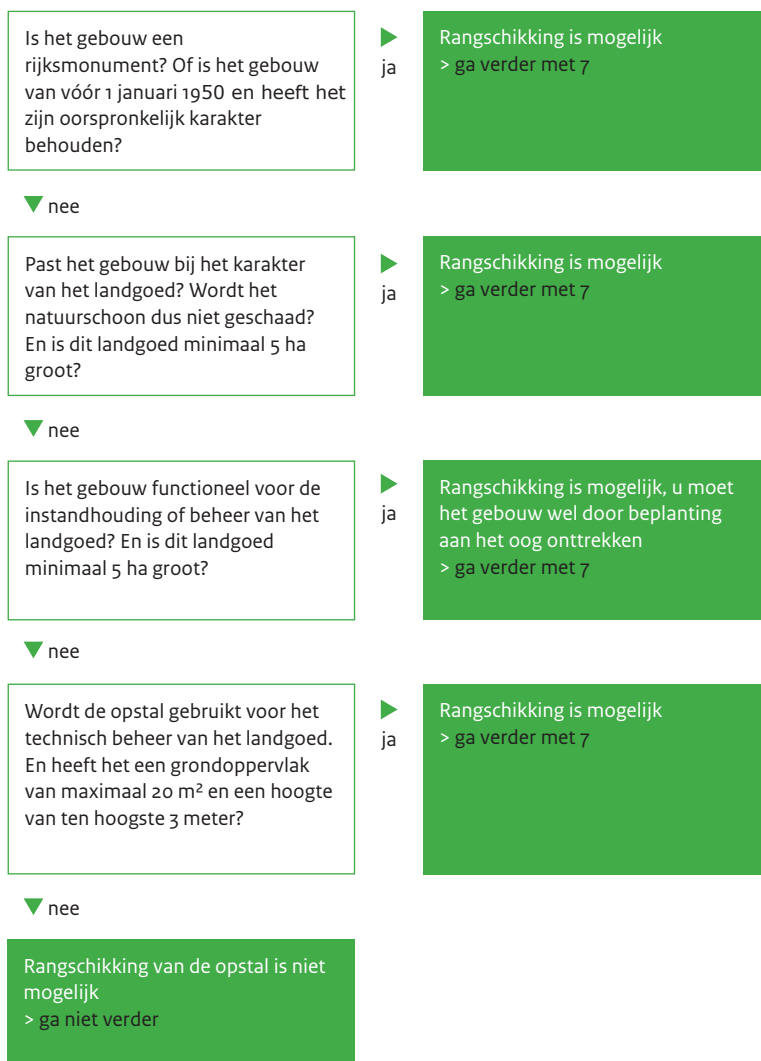 Is het gebouw een
rijksmonument? Of is het gebouw
van vóór 1 januari 1950 en heeft het
zijn oorspronkelijk karakter
behouden?
ja
Rangschikking is mogelijk
> ga verder met 7
nee
Past het gebouw bij het karakter
van het landgoed? Wordt het
natuurschoon dus niet geschaad?
En is dit landgoed minimaal 5 ha
groot?
ja
Rangschikking is mogelijk
> ga verder met 7
nee
Is het gebouw functioneel voor de
instandhouding of beheer van het
landgoed? En is dit landgoed
minimaal 5 ha groot?
ja
Rangschikking is mogelijk, u moet
het gebouw wel door beplanting
aan het oog onttrekken
> ga verder met 7
nee
Wordt de opstal gebruikt voor het
technisch beheer van het landgoed.
En heeft het een grondoppervlak
van maximaal 20 m² en een hoogte
van ten hoogste 3 meter?
ja
Rangschikking is mogelijk
> ga verder met 7
nee
Rangschikking van de opstal is niet
mogelijk
> ga niet verder